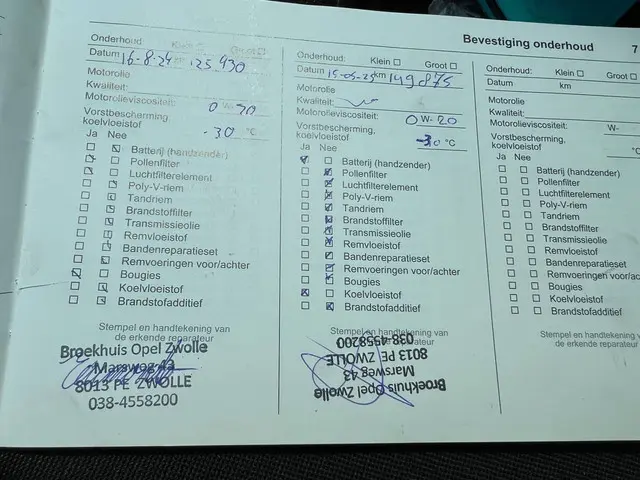 Bevestiging onderhoud 7
Onderhoud: Klein Groot
Datum 16-8-24 km 125.930
Motorolie
Kwaliteit:
Motorolieviscositeit: 0 W-20
Vorstbescherming,
koelvloeistof -30 °C
Ja Nee
Batterij (handzender)
Pollenfilter
Luchtfilterelement
Poly-V-riem
Tandriem
Brandstoffilter
Transmissieolie
Remvloeistof
Bandenreparatieset
Remvoeringen voor/achter
Bougies
Koelvloeistof
Brandstofadditief
Stempel en handtekening van
de erkende reparateur
Broekhuis Opel Zwolle
Marsweg 43
8013 PE ZWOLLE
038-4558200
Onderhoud: Klein Groot
Datum 15-05-25 km 149875
Motorolie
Kwaliteit:
Motorolieviscositeit: 0 W-20
Vorstbescherming,
koelvloeistof -30 °C
Ja Nee
Batterij (handzender)
Pollenfilter
Luchtfilterelement
Poly-V-riem
Tandriem
Brandstoffilter
Transmissieolie
Remvloeistof
Bandenreparatieset
Remvoeringen voor/achter
Bougies
Koelvloeistof
Brandstofadditief
Stempel en handtekening van
de erkende reparateur
Broekhuis Opel Zwolle
Marsweg 43
8013 PE ZWOLLE
038-4558200
Onderhoud: Klein Groot
Datum km
Motorolie
Kwaliteit:
Motorolieviscositeit: W-
Vorstbescherming,
koelvloeistof °C
Ja Nee
Batterij (handzender)
Pollenfilter
Luchtfilterelement
Poly-V-riem
Tandriem
Brandstoffilter
Transmissieolie
Remvloeistof
Bandenreparatieset
Remvoeringen voor/achter
Bougies
Koelvloeistof
Brandstofadditief
Stempel en handtekening
de erkende reparateur